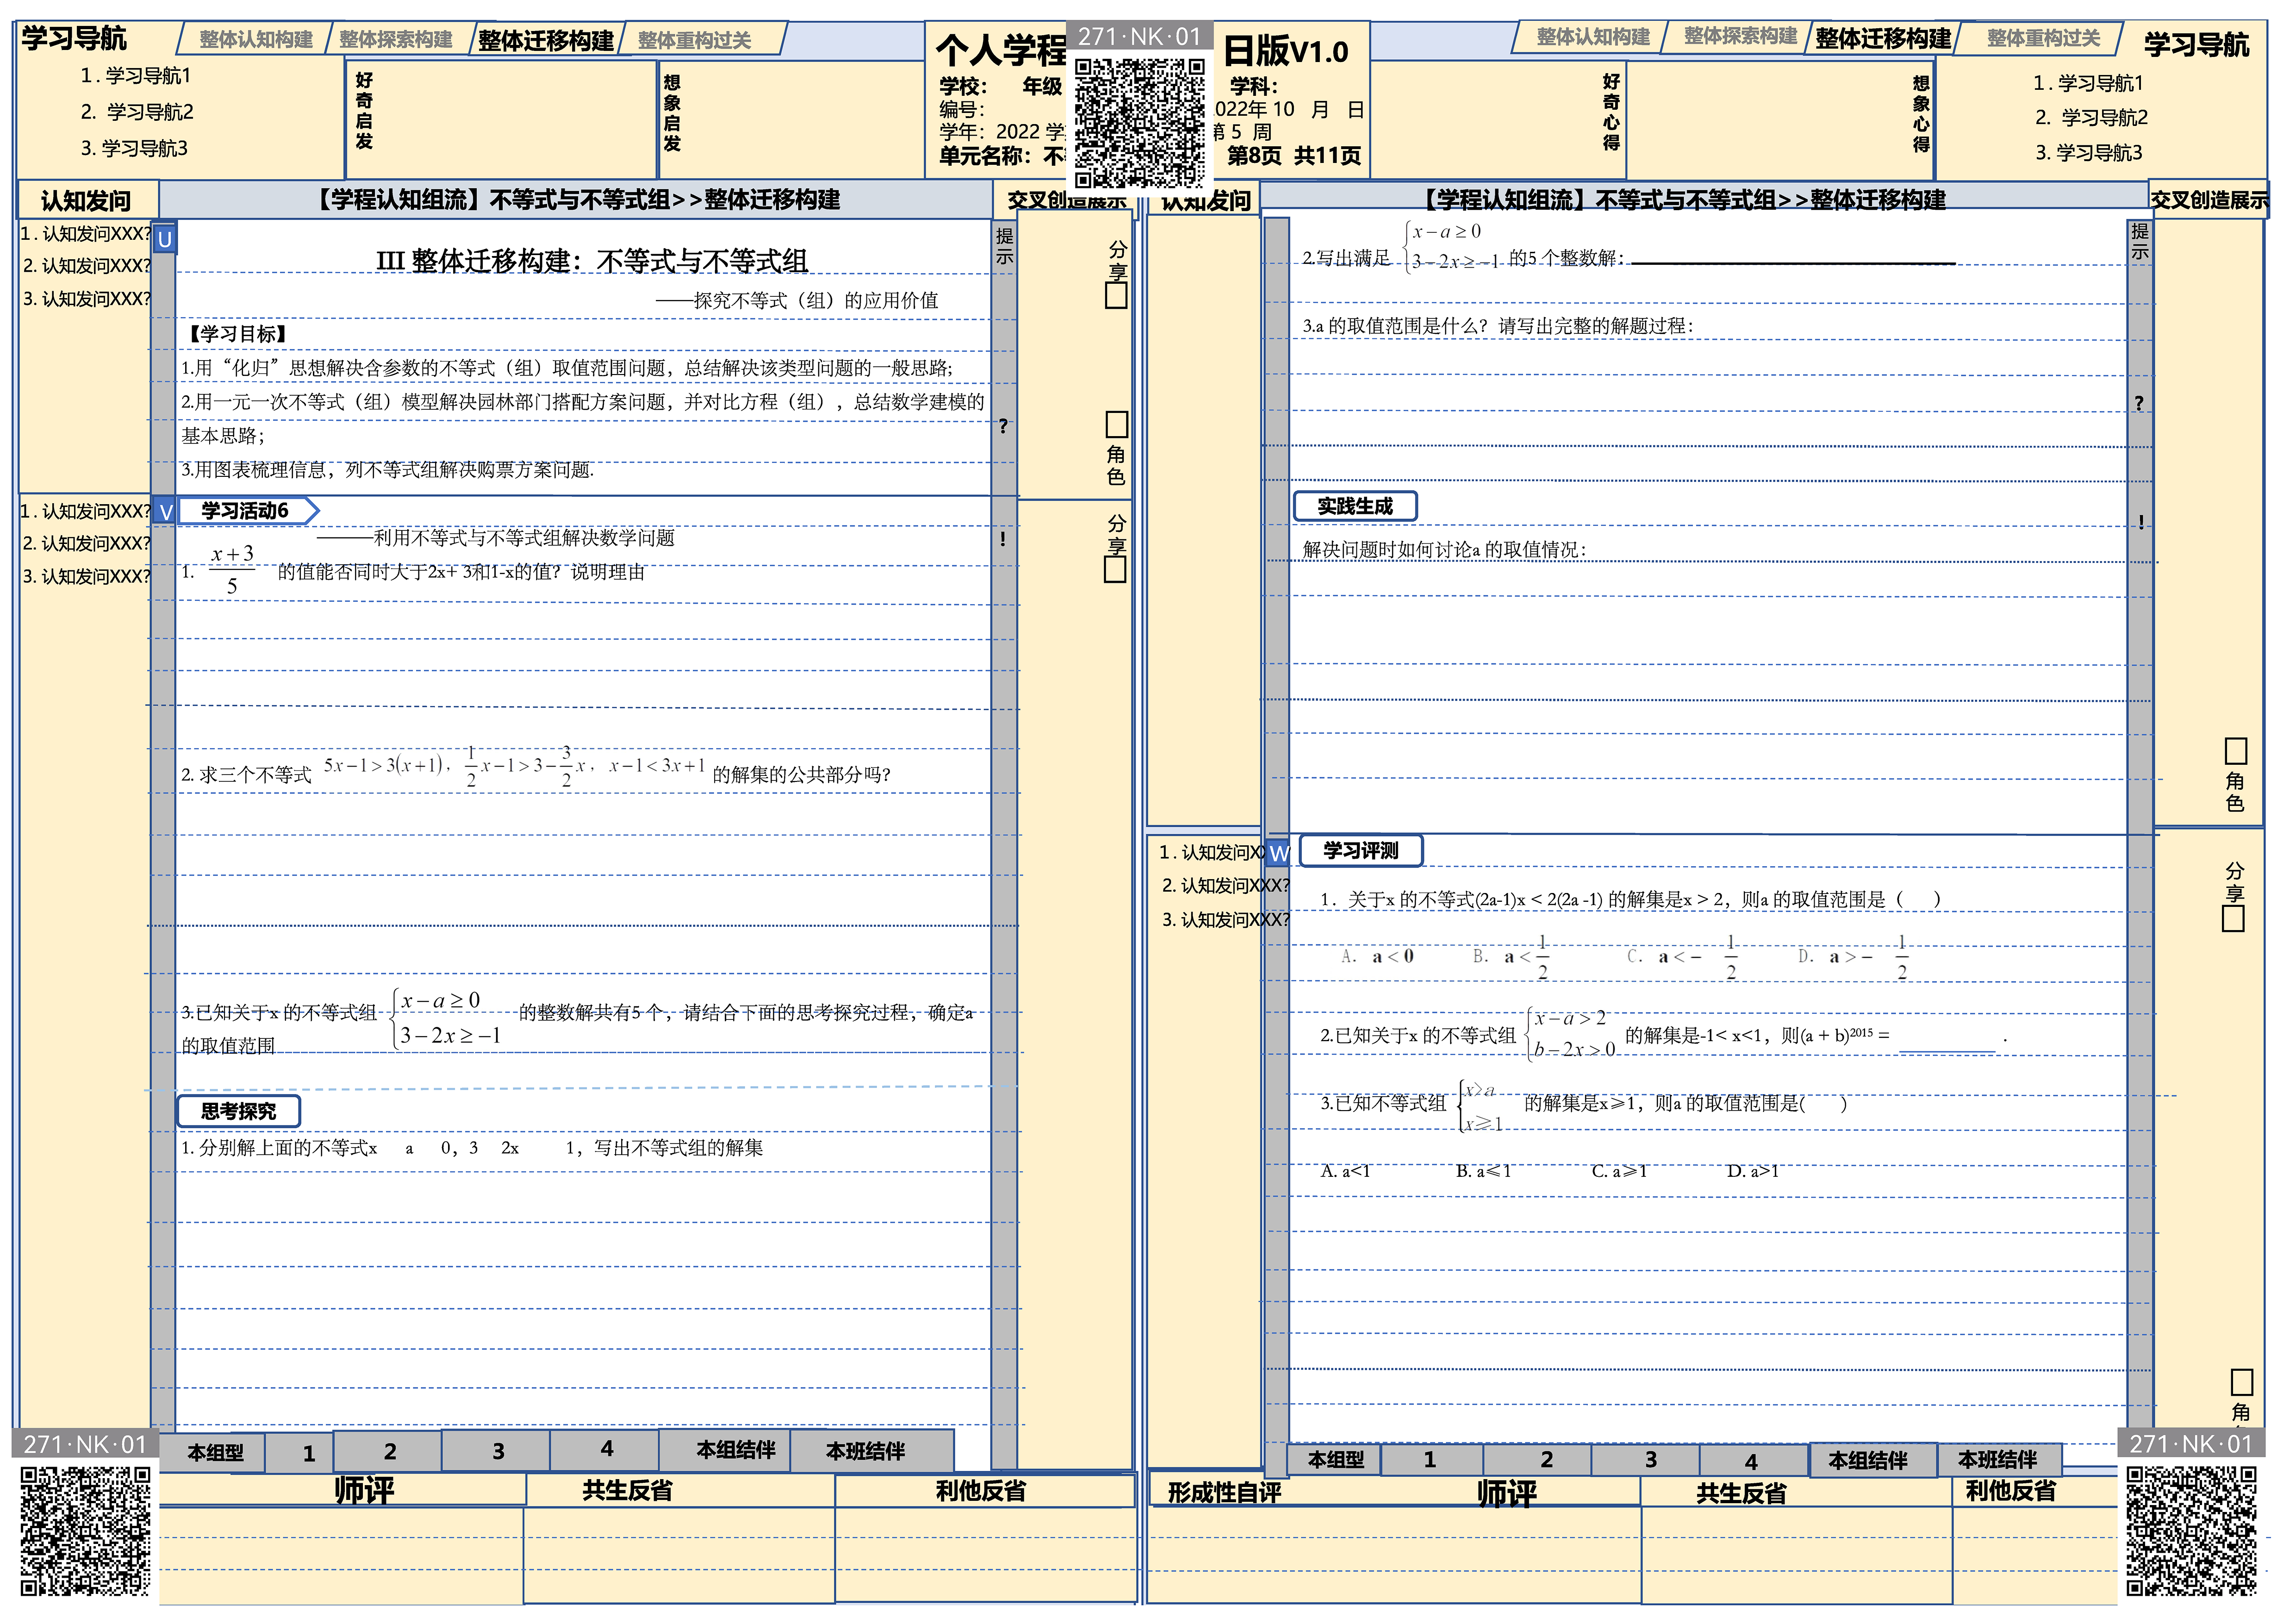 学习导航
整体认知构建 整体探索构建 整体迁移构建 整体重构过关
1. 学习导航1
2. 学习导航2
3. 学习导航3
好奇启发
想象启发
个人学程
271·NK·01
日版V1.0
学校： 年级 学科：
编号： 022年 10 月 日
学年：2022 学 第 5 周
单元名称：不 第8页 共11页
整体认知构建 整体探索构建 整体迁移构建 整体重构过关
学习导航
好奇心得
想象心得
1. 学习导航1
2. 学习导航2
3. 学习导航3
认知发问
【学程认知组流】不等式与不等式组>>整体迁移构建
交叉创造展示
1. 认知发问XXX?
2. 认知发问XXX?
3. 认知发问XXX?
U
提示
分享
III 整体迁移构建：不等式与不等式组
——探究不等式（组）的应用价值
【学习目标】
1.用“化归”思想解决含参数的不等式（组）取值范围问题，总结解决该类型问题的一般思路;
2.用一元一次不等式（组）模型解决园林部门搭配方案问题，并对比方程（组），总结数学建模的
基本思路；
3.用图表梳理信息，列不等式组解决购票方案问题.
?
角色
1. 认知发问XXX?
2. 认知发问XXX?
3. 认知发问XXX?
V
学习活动6
!
分享
———利用不等式与不等式组解决数学问题
1. (x+3)/5 的值能否同时大于2x+ 3和1-x的值？说明理由
2. 求三个不等式 5x−1>3(x+1)， 1/2x−1>3−3/2x， x−1<3x+1 的解集的公共部分吗？
3.已知关于x 的不等式组 {x−a≥0 3−2x≥−1 的整数解共有5 个，请结合下面的思考探究过程，确定a
的取值范围
思考探究
1. 分别解上面的不等式x a 0，3 2x 1，写出不等式组的解集
271·NK·01
本组型 1 2 3 4 本组结伴 本班结伴
师评 共生反省 利他反省
认知发问
【学程认知组流】不等式与不等式组>>整体迁移构建
交叉创造展示
提示
2.写出满足 {x−a≥0 3−2x≥−1 的5 个整数解：
3.a 的取值范围是什么？请写出完整的解题过程：
?
实践生成
!
解决问题时如何讨论a 的取值情况：
角色
1. 认知发问X
2. 认知发问XXX?
3. 认知发问XXX?
W
学习评测
分享
1. 关于x 的不等式(2a-1)x < 2(2a -1) 的解集是x > 2，则a 的取值范围是（ ）
A. a<0 B. a<1/2 C. a<− 1/2 D. a>− 1/2
2.已知关于x 的不等式组 {x−a>2 b−2x>0 的解集是-1< x<1，则(a + b)²⁰¹⁵ = .
3.已知不等式组 {x>a x≥1 的解集是x⩾1，则a 的取值范围是( )
A. a<1 B. a⩽1 C. a⩾1 D. a>1
角
271·NK·01
本组型 1 2 3 4 本组结伴 本班结伴
形成性自评 师评 共生反省 利他反省